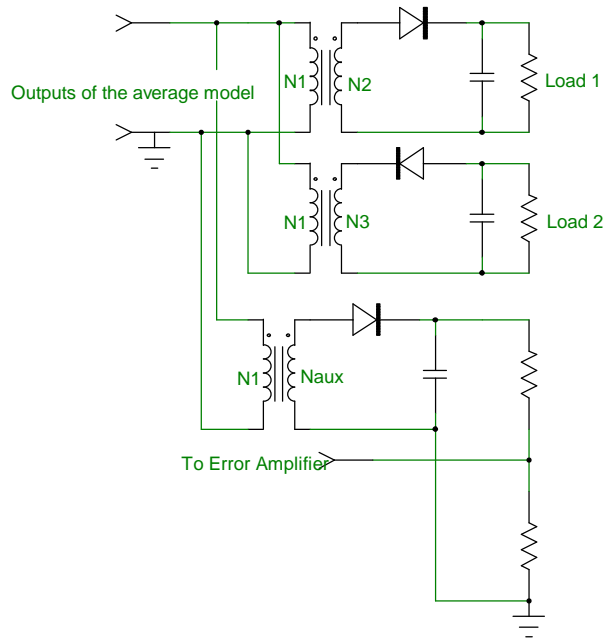 N1
N2
Load 1
Outputs of the average model
N1
N3
Load 2
N1
Naux
To Error Amplifier